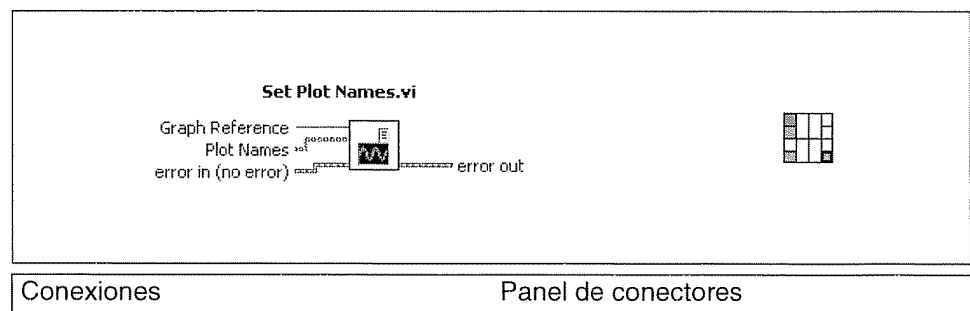 Set Plot Names.vi
Graph Reference
Plot Names
error in (no error)
error out
Conexiones
Panel de conectores